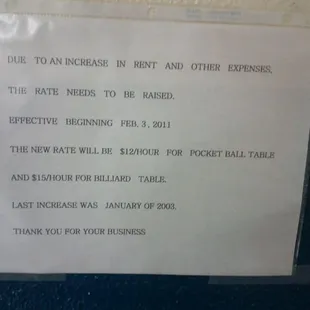 DUE TO AN INCREASE IN RENT AND OTHER EXPENSES,
THE RATE NEEDS TO BE RAISED.
EFFECTIVE BEGINNING FEB. 3, 2011
THE NEW RATE WILL BE $12/HOUR FOR POCKET BALL TABLE
AND $15/HOUR FOR BILLIARD TABLE.
LAST INCREASE WAS JANUARY OF 2003.
THANK YOU FOR YOUR BUSINESS